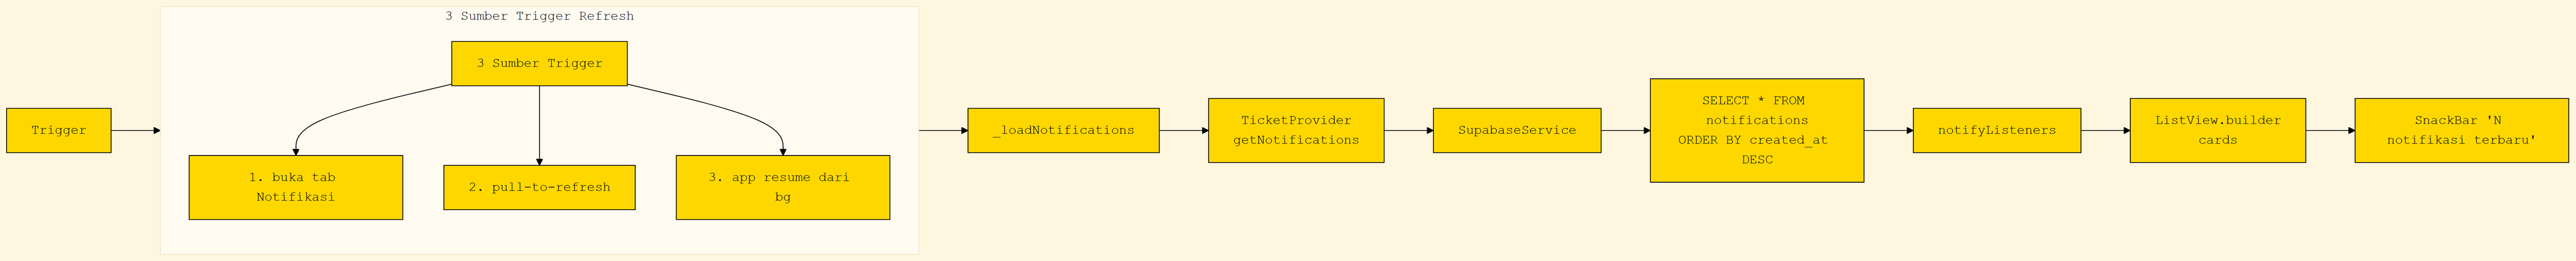 3 Sumber Trigger Refresh
3 Sumber Trigger
Trigger
1. buka tab
Notifikasi
2. pull-to-refresh
3. app resume dari
bg
_loadNotifications
TicketProvider
getNotifications
SupabaseService
SELECT * FROM
notifications
ORDER BY created_at
DESC
notifyListeners
ListView.builder
cards
SnackBar 'N
notifikasi terbaru'